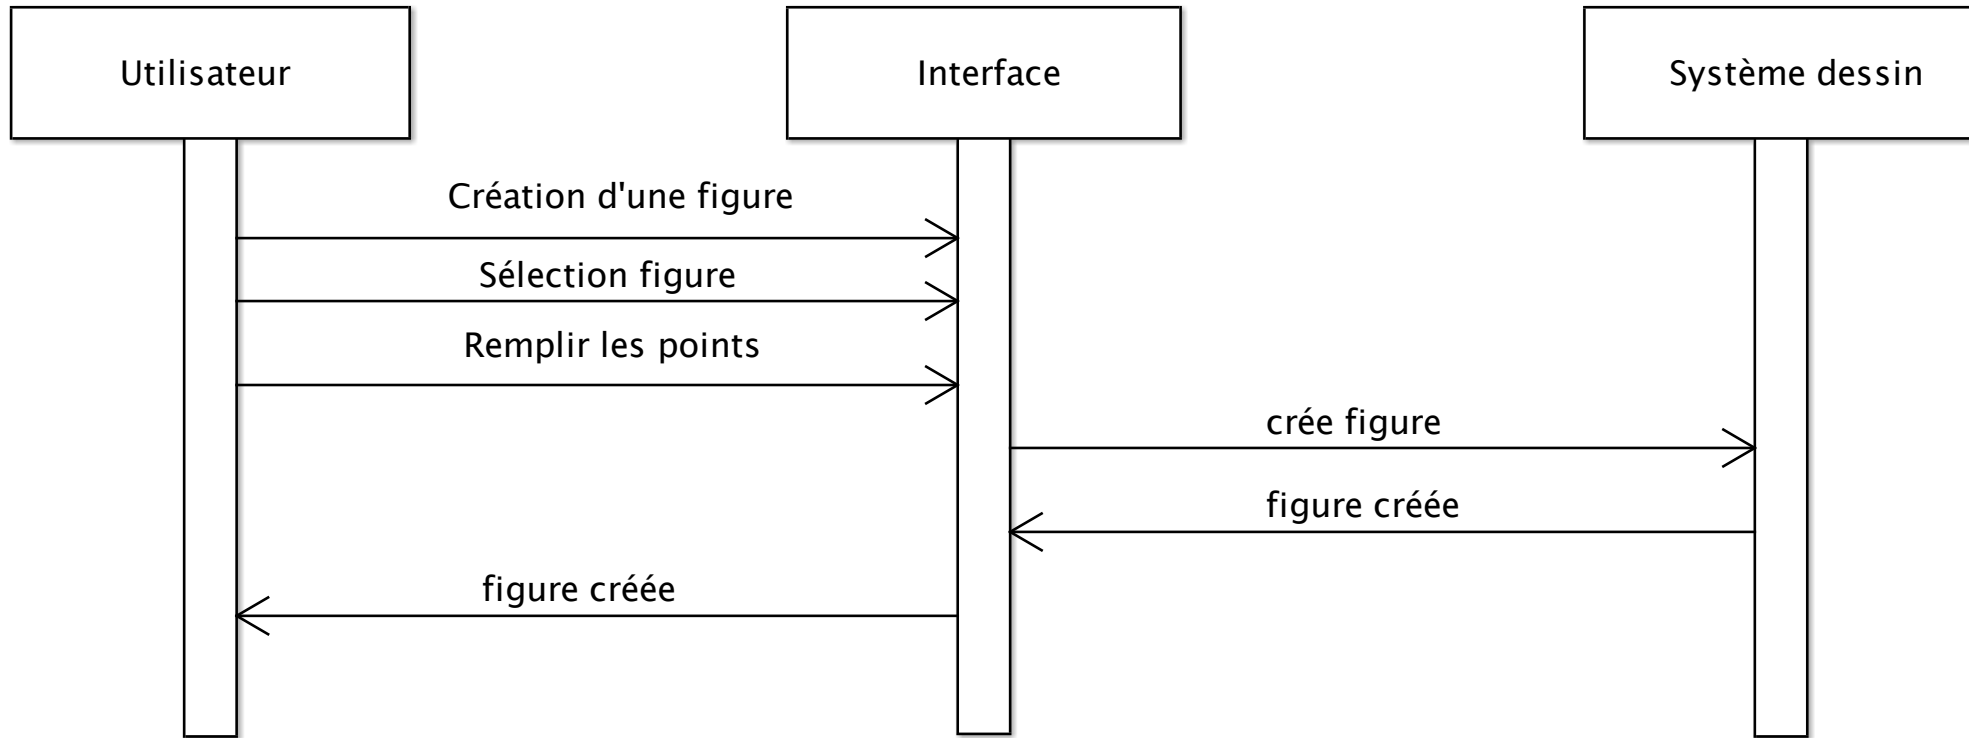 Utilisateur
Interface
Système dessin
Création d'une figure
Sélection figure
Remplir les points
crée figure
figure créée
figure créée